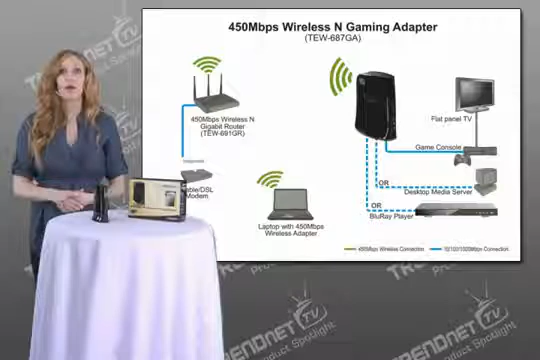 450Mbps Wireless N Gaming Adapter
(TEW-687GA)
450Mbps Wireless N
Gigabit Router
(TEW-691GR)
Flat panel TV
Game Console
able/DSL
Modem
OR
Desktop Media Server
OR
BluRay Player
Laptop with 450Mbps
Wireless Adapter
450Mbps Wireless Connection
10/100/1000Mbps Connection
TRENDNET TV
Product Spotlight